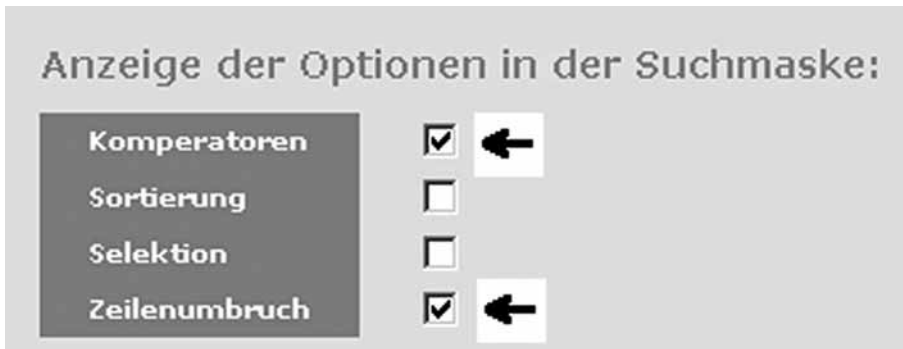 Anzeige der Optionen in der Suchmaske:
Komperatoren
Sortierung
Selektion
Zeilenumbruch